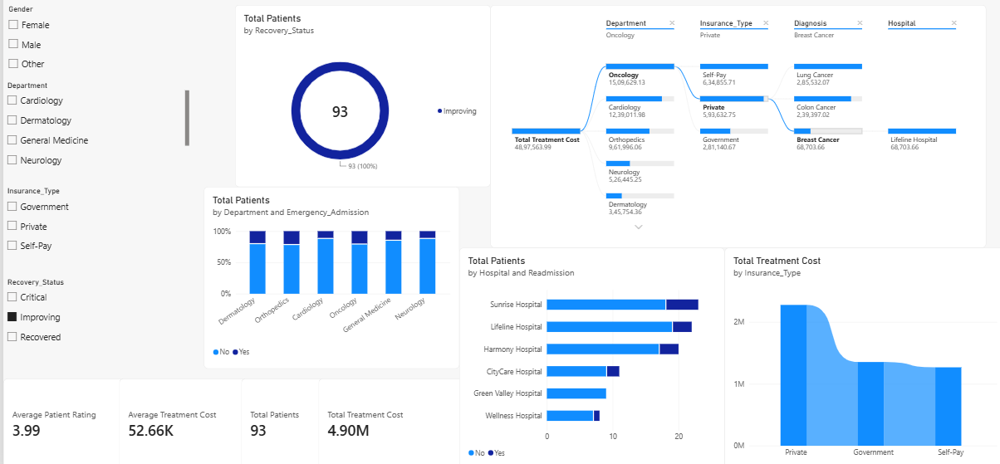 Gender
Female
Male
Other
Department
Cardiology
Dermatology
General Medicine
Neurology
Insurance_Type
Government
Private
Self-Pay
Recovery_Status
Critical
Improving
Recovered
Total Patients
by Recovery_Status
93
Improving
93 (100%)
Department
Oncology
Insurance_Type
Private
Diagnosis
Breast Cancer
Hospital
Total Treatment Cost
48,97,563.99
Oncology
15,09,629.13
Cardiology
12,39,011.98
Orthopedics
9,61,996.06
Neurology
5,26,445.25
Dermatology
3,45,754.36
Self-Pay
6,34,855.71
Private
5,93,632.75
Government
2,81,140.67
Lung Cancer
2,85,532.07
Colon Cancer
2,39,397.02
Breast Cancer
68,703.66
Lifeline Hospital
68,703.66
Total Patients
by Department and Emergency_Admission
100%
50%
0%
Dermatology
Orthopedics
Cardiology
Oncology
General Medicine
Neurology
No Yes
Total Patients
by Hospital and Readmission
Sunrise Hospital
Lifeline Hospital
Harmony Hospital
CityCare Hospital
Green Valley Hospital
Wellness Hospital
0 10 20
No Yes
Total Treatment Cost
by Insurance_Type
2M
1M
0M
Private Government Self-Pay
Average Patient Rating
3.99
Average Treatment Cost
52.66K
Total Patients
93
Total Treatment Cost
4.90M